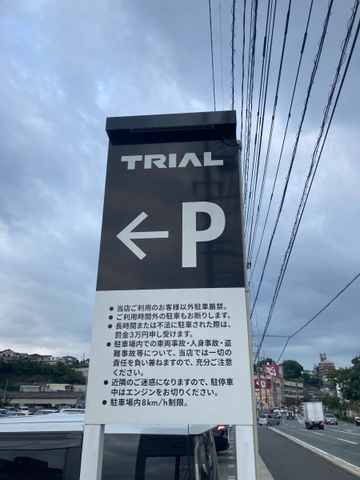 TRIAL
←P
● 当店ご利用のお客様以外駐車厳禁。
● ご利用時間外の駐車もお断りします。
● 長時間または不法に駐車された際は、
罰金3万円申し受けます。
● 駐車場内での車両事故・人身事故・盗
難事故等について、当店では一切の
責任を負い兼ねますので、充分ご注意
ください。
● 近隣のご迷惑になりますので、駐停車
中はエンジンをお切りください。
● 駐車場内8km/h制限。